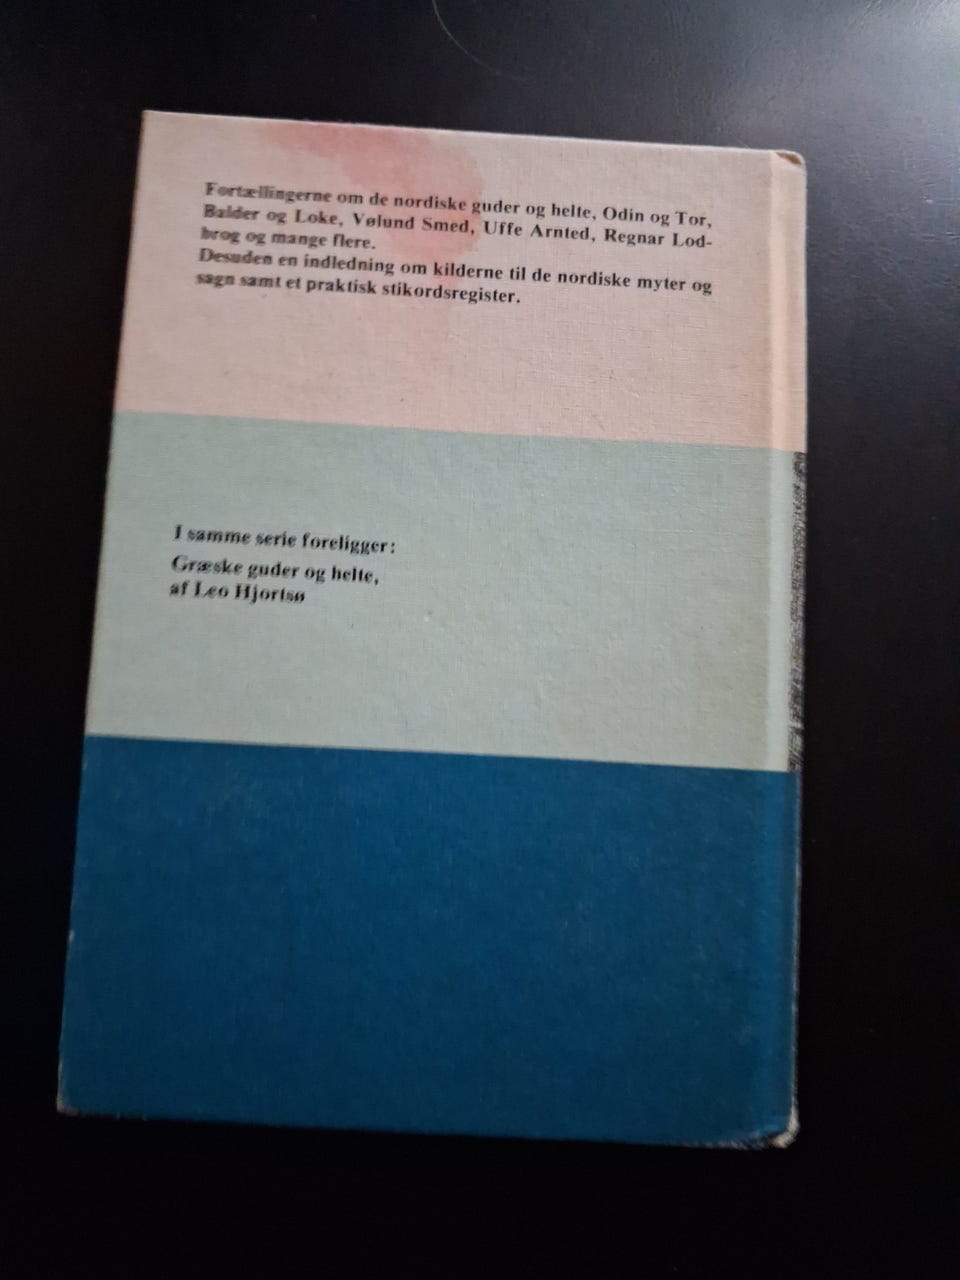 Fortællingerne om de nordiske guder og helte, Odin og Tor,
Balder og Loke, Vølund Smed, Uffe Arnted, Regnar Lod-
brog og mange flere.
Desuden en indledning om kilderne til de nordiske myter og
sagn samt et praktisk stikordsregister.
I samme serie foreligger:
Græske guder og helte,
af Leo Hjortsø